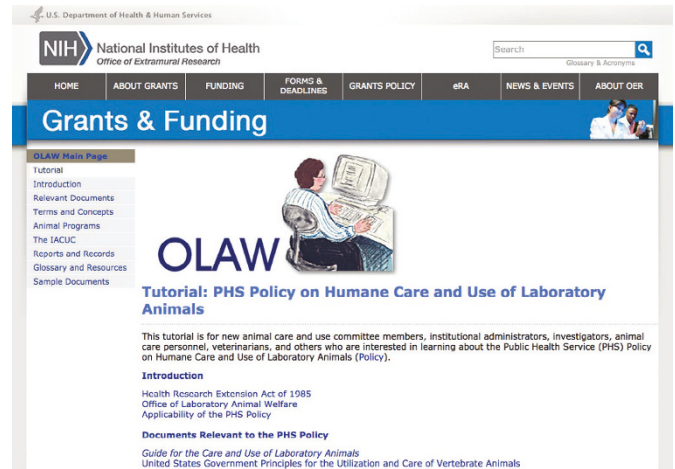 U.S. Department of Health & Human Services
NIH
National Institutes of Health
Office of Extramural Research
Search
Glossary & Acronyms
HOME
ABOUT GRANTS
FUNDING
FORMS &
DEADLINES
GRANTS POLICY
eRA
NEWS & EVENTS
ABOUT OER
Grants & Funding
OLAW Main Page
Tutorial
Introduction
Relevant Documents
Terms and Concepts
Animal Programs
The IACUC
Reports and Records
Glossary and Resources
Sample Documents
OLAW
Tutorial: PHS Policy on Humane Care and Use of Laboratory
Animals
This tutorial is for new animal care and use committee members, institutional administrators, investigators, animal
care personnel, veterinarians, and others who are interested in learning about the Public Health Service (PHS) Policy
on Humane Care and Use of Laboratory Animals (Policy).
Introduction
Health Research Extension Act of 1985
Office of Laboratory Animal Welfare
Applicability of the PHS Policy
Documents Relevant to the PHS Policy
Guide for the Care and Use of Laboratory Animals
United States Government Principles for the Utilization and Care of Vertebrate Animals